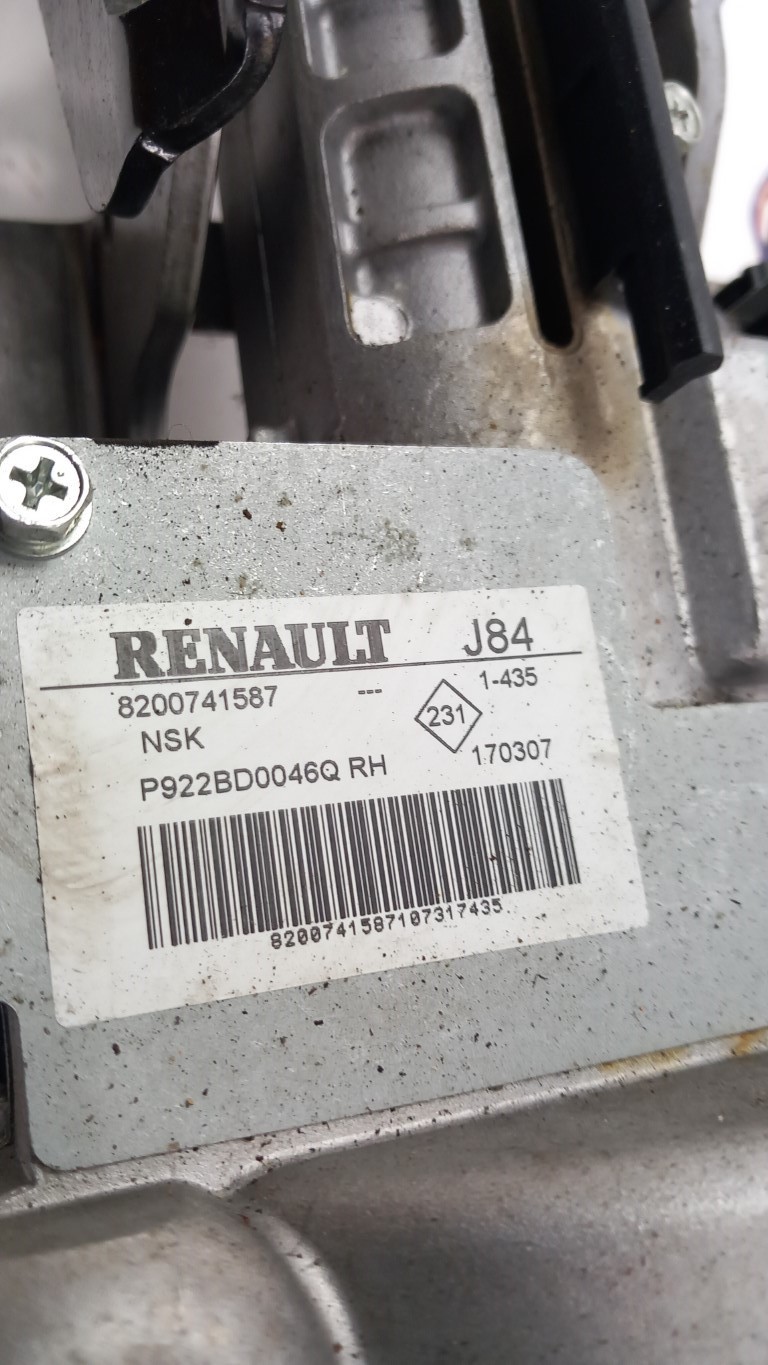 RENAULT J84
8200741587 --- 1-435
NSK 231
P922BD0046Q RH 170307
8200741587107317435